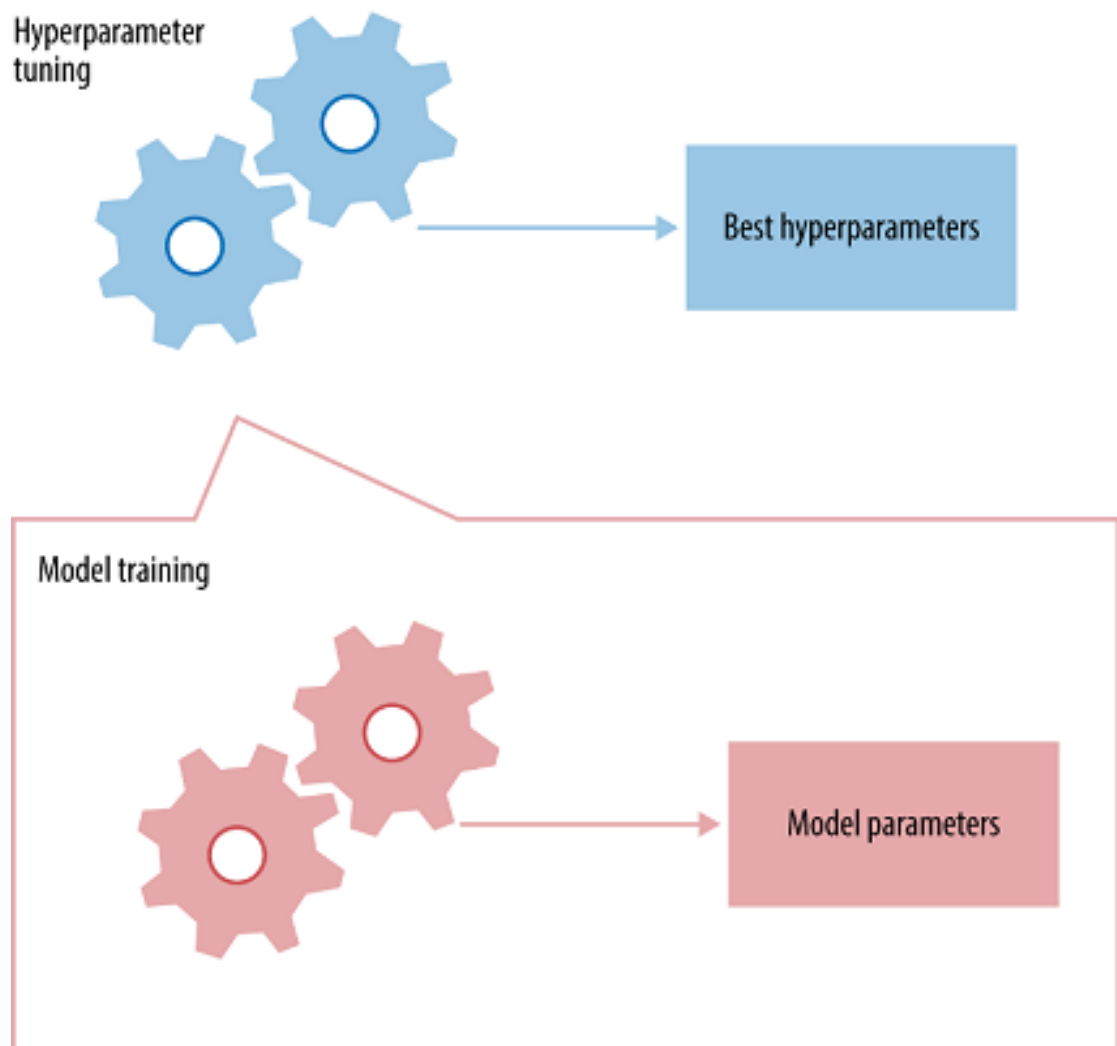 Hyperparameter
tuning
Best hyperparameters
Model training
Model parameters